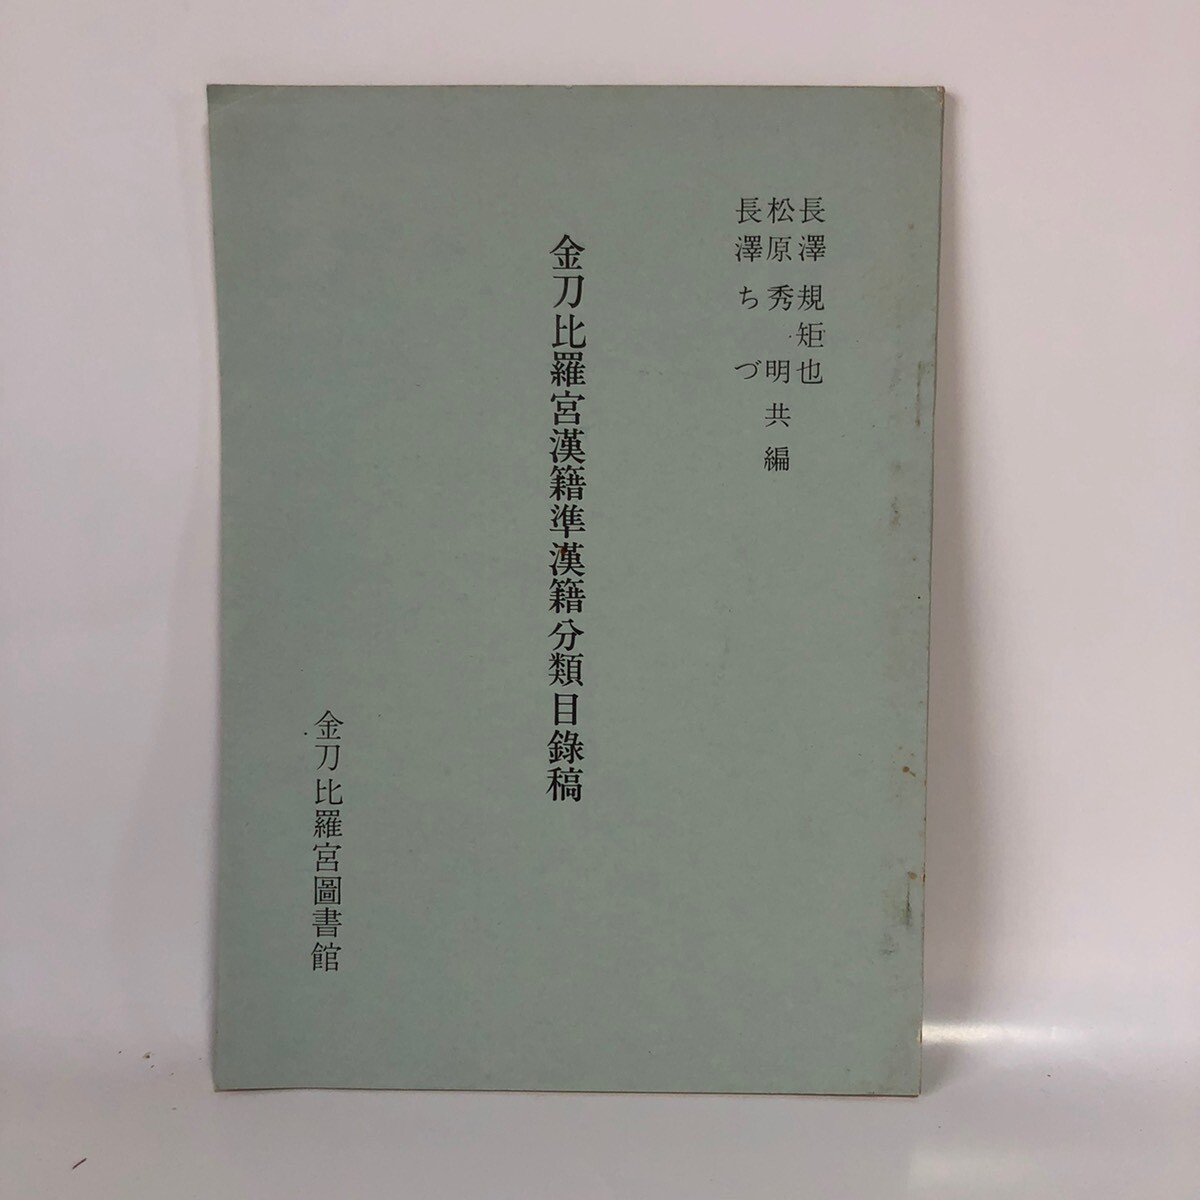 長澤規矩也
松原秀明共編
長澤ちづ
金刀比羅宮漢籍準漢籍分類目錄稿
金刀比羅宮圖書館